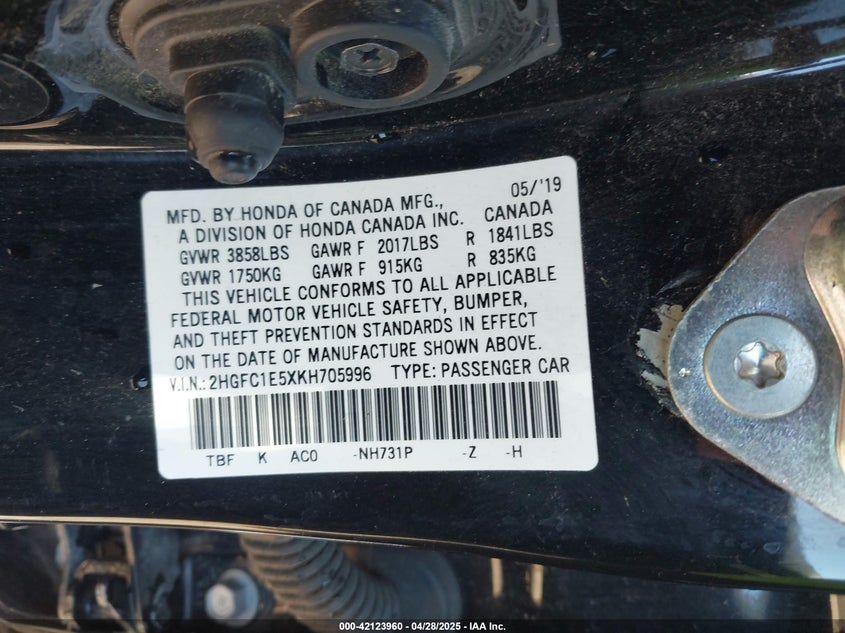 05/'19
MFD. BY HONDA OF CANADA MFG.,
A DIVISION OF HONDA CANADA INC. CANADA
GVWR 3858LBS GAWR F 2017LBS R 1841LBS
GVWR 1750KG GAWR F 915KG R 835KG
THIS VEHICLE CONFORMS TO ALL APPLICABLE
FEDERAL MOTOR VEHICLE SAFETY, BUMPER,
AND THEFT PREVENTION STANDARDS IN EFFECT
ON THE DATE OF MANUFACTURE SHOWN ABOVE.
V.I.N.:2HGFC1E5XKH705996 TYPE: PASSENGER CAR
TBF K AC0 -NH731P -Z -H
000-42123960 - 04/28/2025 - IAA Inc.